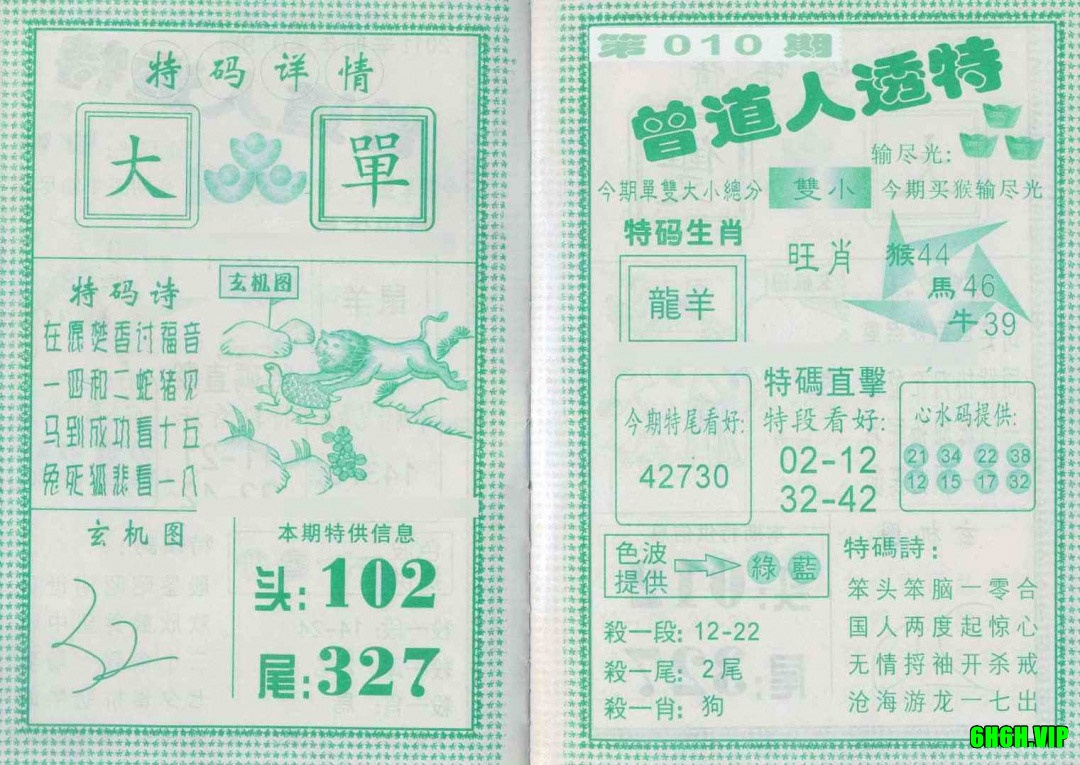 特码详情
大 單
特码诗
玄机图
在愿焚香讨福音
一四和二蛇猪见
马到成功看十五
兔死狐悲看一八
玄机图
本期特供信息
头:102
尾:327
第010期
曾道人透特
输尽光:
今期單雙大小總分 雙小 今期买猴输尽光
特码生肖
龍羊
旺肖
猴44
馬46
牛39
今期特尾看好:
42730
特碼直擊
特段看好:
02-12
32-42
心水码提供:
21 34 22 38
12 15 17 32
色波提供
綠藍
殺一段: 12-22
殺一尾: 2尾
殺一肖: 狗
特碼詩:
笨头笨脑一零合
国人两度起惊心
无情捋袖开杀戒
沧海游龙一七出
6H6H.VIP